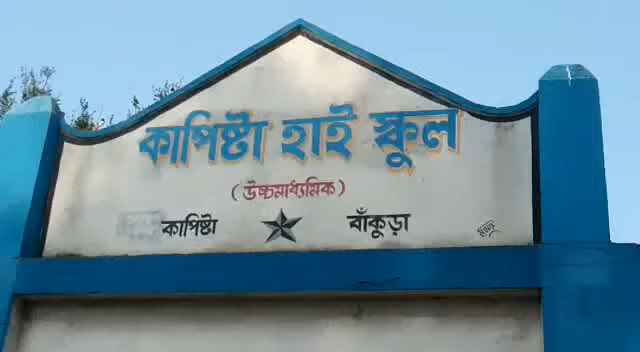 কাপিষ্টা হাই স্কুল
(উচ্চমাধ্যমিক)
কাপিষ্টা ★ বাঁকুড়া